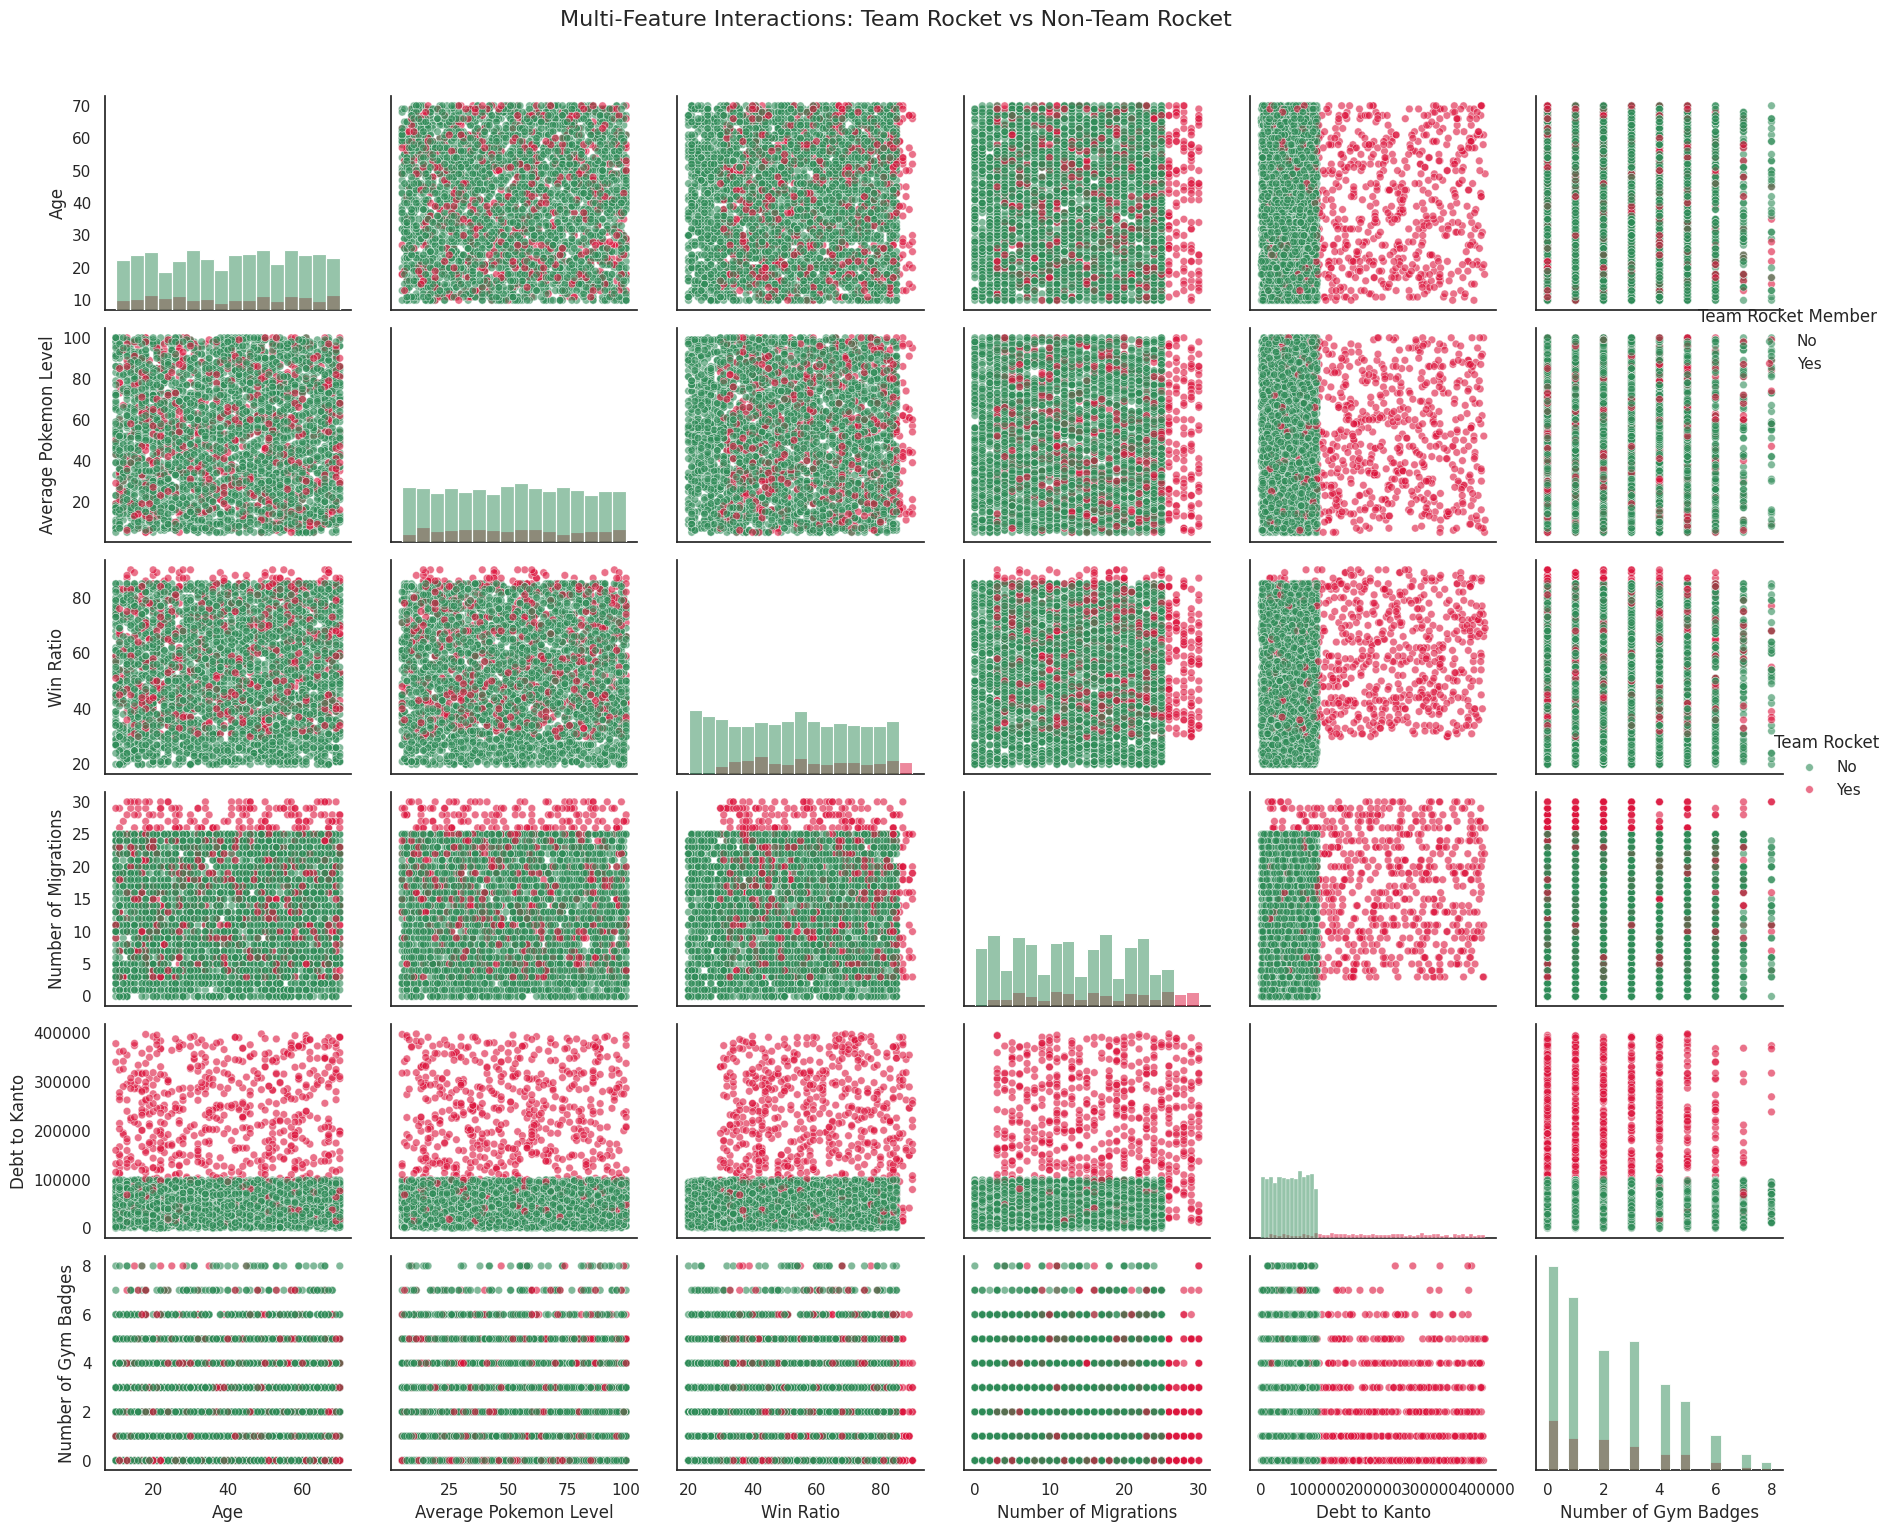 Multi-Feature Interactions: Team Rocket vs Non-Team Rocket
70
60
50
40
30
20
10
Age
100
80
60
40
20
Average Pokemon Level
Team Rocket Member
No
Yes
80
60
40
20
Win Ratio
Team Rocket
No
Yes
30
25
20
15
10
5
0
Number of Migrations
400000
300000
200000
100000
0
Debt to Kanto
8
6
4
2
0
Number of Gym Badges
20 40 60
25 50 75 100
20 40 60 80
0 10 20 30
0 100000 200000 300000 400000
0 2 4 6 8
Age
Average Pokemon Level
Win Ratio
Number of Migrations
Debt to Kanto
Number of Gym Badges